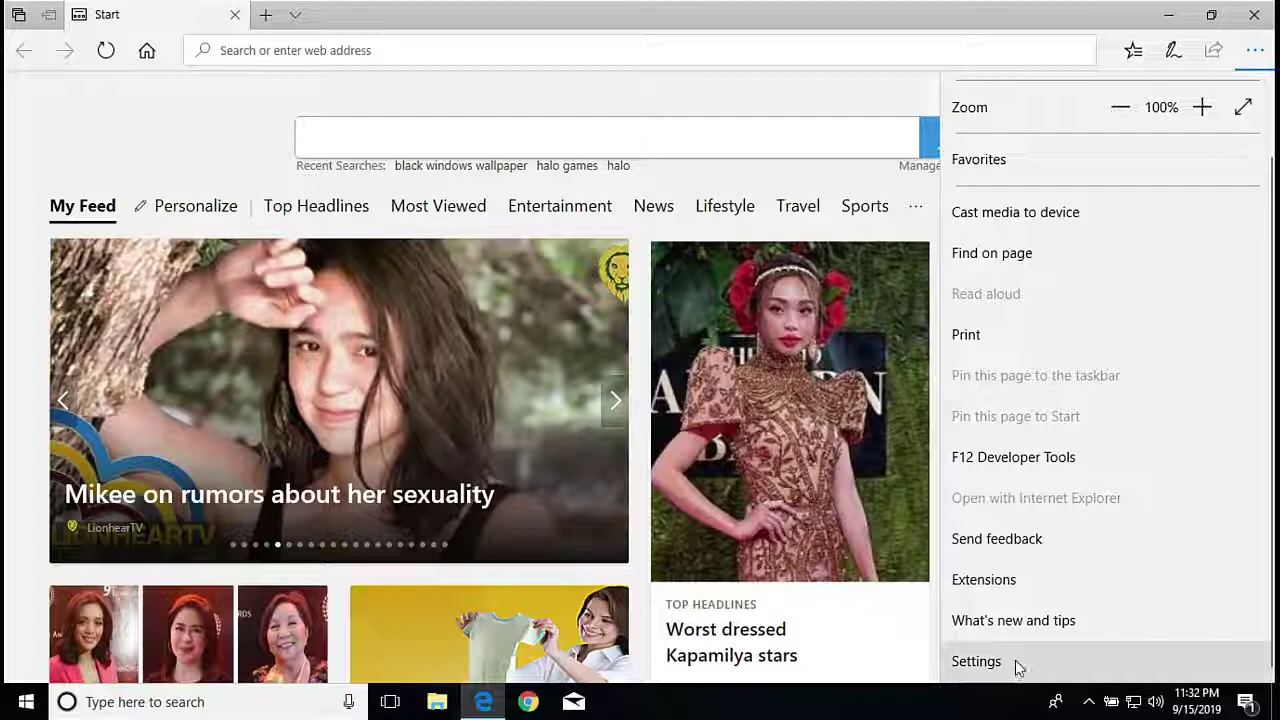 Start
Search or enter web address
Zoom
100%
Favorites
Recent Searches: black windows wallpaper halo games halo
Manage
My Feed Personalize Top Headlines Most Viewed Entertainment News Lifestyle Travel Sports ...
Cast media to device
Find on page
Read aloud
Print
Pin this page to the taskbar
Pin this page to Start
F12 Developer Tools
Open with Internet Explorer
Send feedback
Extensions
What's new and tips
Settings
Mikee on rumors about her sexuality
LionhearTV
TOP HEADLINES
Worst dressed
Kapamilya stars
Type here to search
11:32 PM
9/15/2019
1